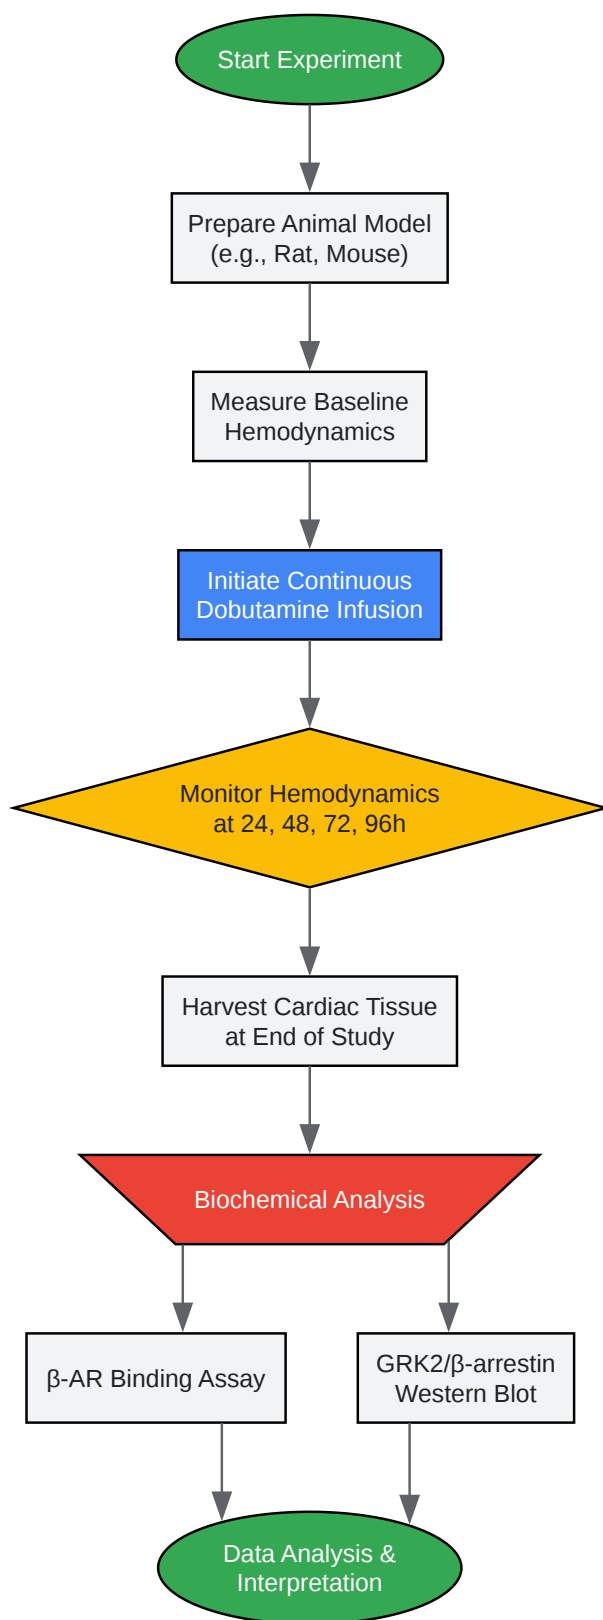 Start Experiment
Prepare Animal Model
(e.g., Rat, Mouse)
Measure Baseline
Hemodynamics
Initiate Continuous
Dobutamine Infusion
Monitor Hemodynamics
at 24, 48, 72, 96h
Harvest Cardiac Tissue
at End of Study
Biochemical Analysis
β-AR Binding Assay
GRK2/β-arrestin
Western Blot
Data Analysis &
Interpretation